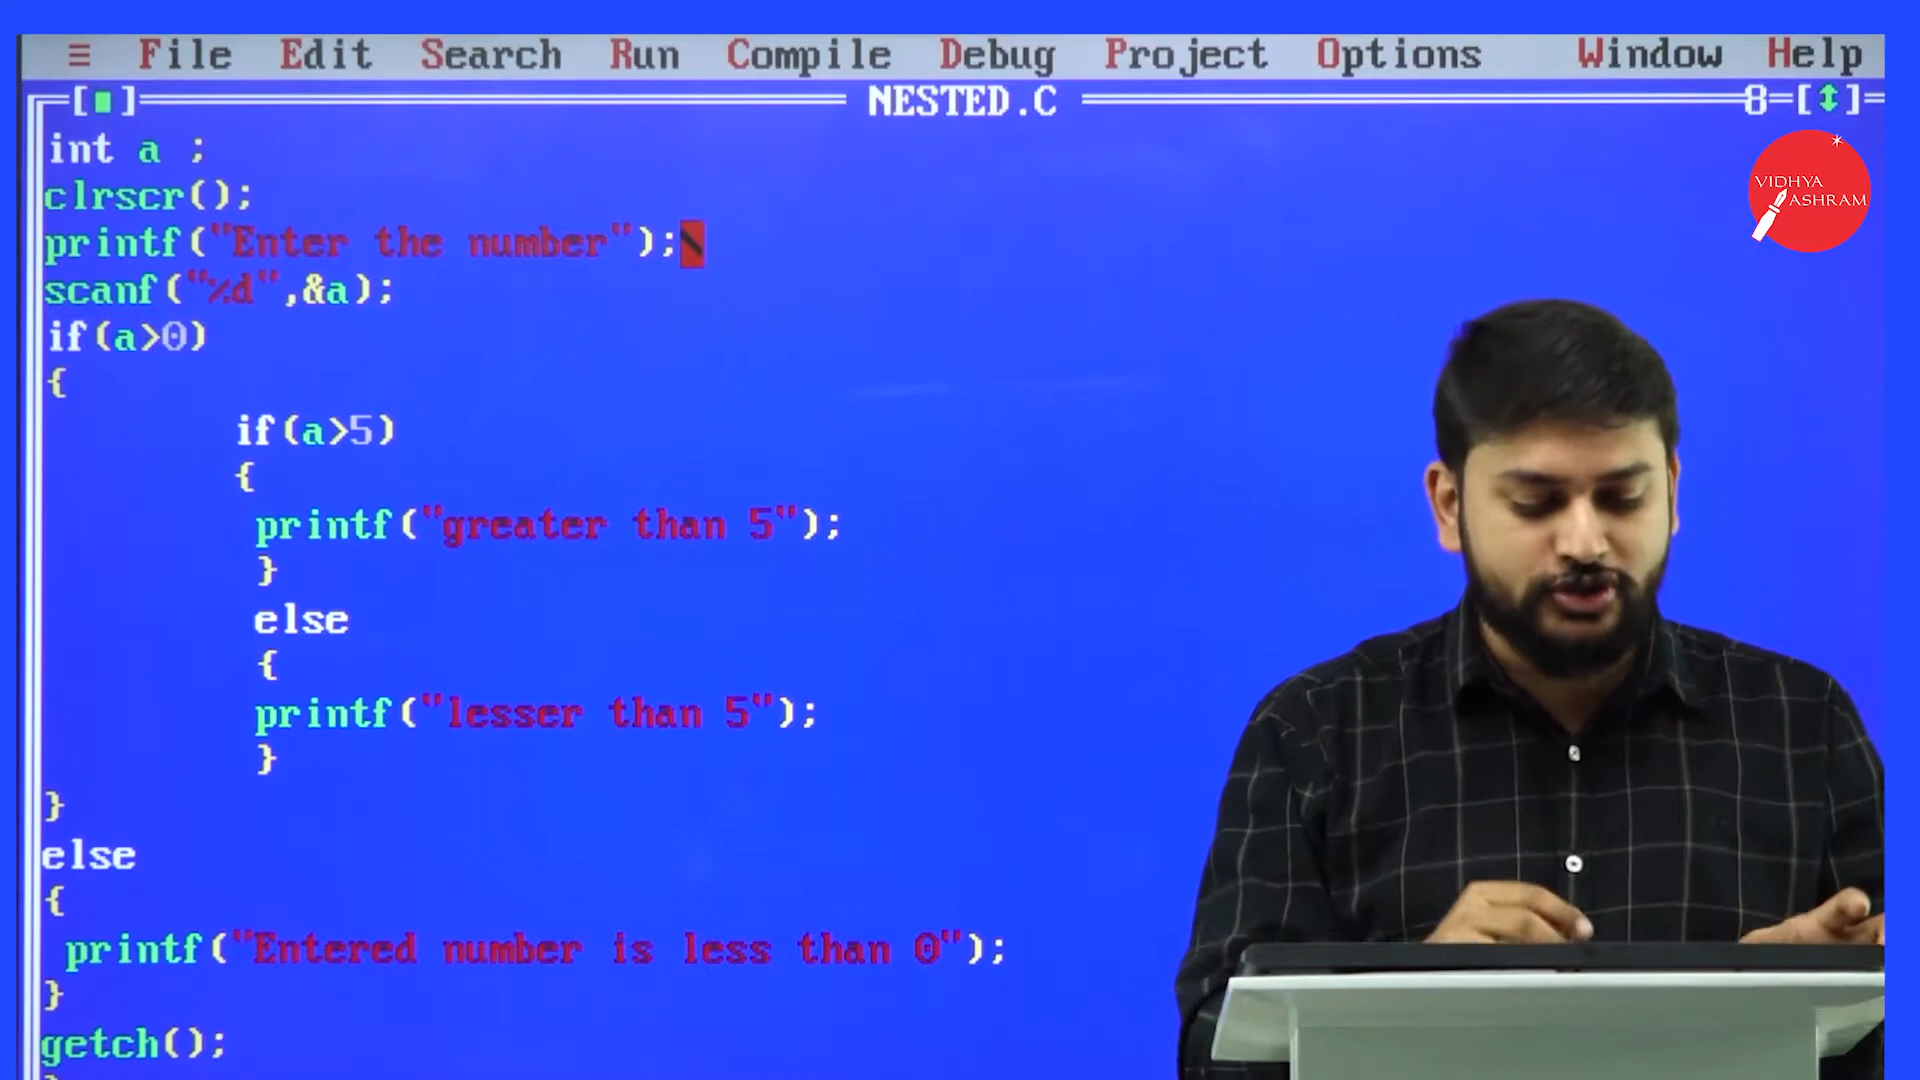 ≡ File Edit Search Run Compile Debug Project Options Window Help
[■] NESTED.C 8=[↕]=
int a ;
clrscr();
printf("Enter the number");\
scanf("%d",&a);
if(a>0)
{
if(a>5)
{
printf("greater than 5");
}
else
{
printf("lesser than 5");
}
}
else
{
printf("Entered number is less than 0");
}
getch();
VIDHYA
ASHRAM